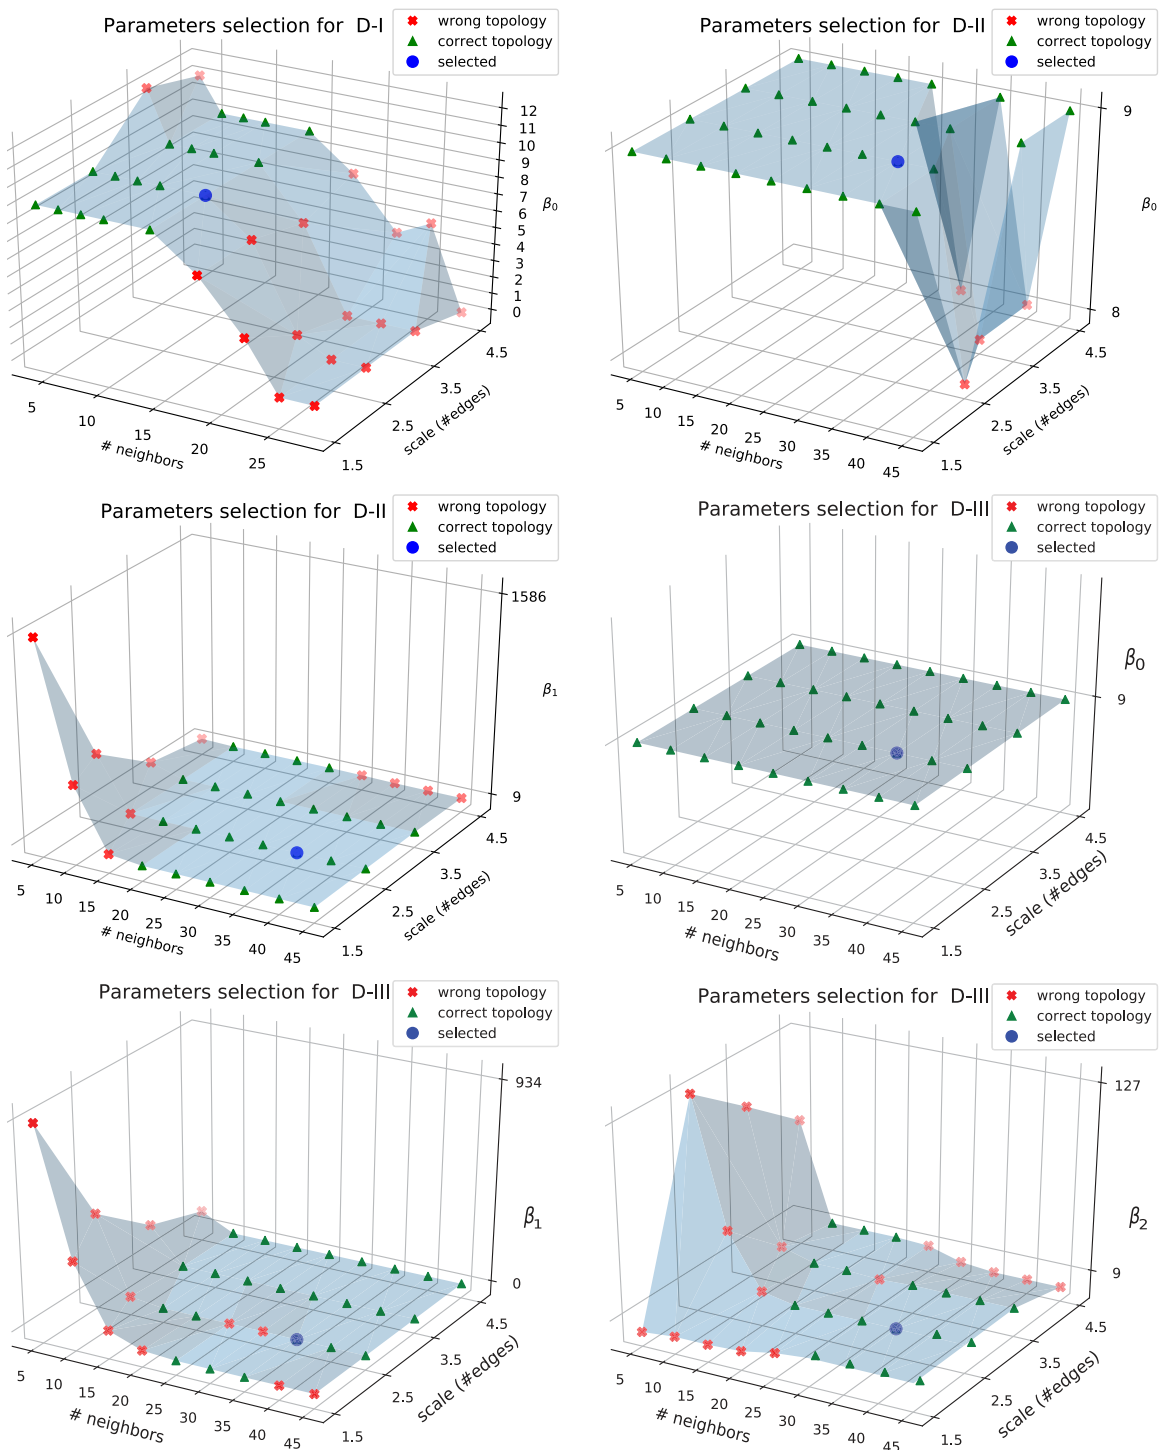 Parameters selection for D-I
wrong topology
correct topology
selected
12
11
10
9
8
7
6
5
4
3
2
1
0
β0
5
10
15
20
25
# neighbors
1.5
2.5
3.5
4.5
scale (#edges)
Parameters selection for D-II
wrong topology
correct topology
selected
9
8
β0
5
10
15
20
25
30
35
40
45
# neighbors
1.5
2.5
3.5
4.5
scale (#edges)
Parameters selection for D-II
wrong topology
correct topology
selected
1586
9
β1
5
10
15
20
25
30
35
40
45
# neighbors
1.5
2.5
3.5
4.5
scale (#edges)
Parameters selection for D-III
wrong topology
correct topology
selected
β0
9
5
10
15
20
25
30
35
40
45
# neighbors
1.5
2.5
3.5
4.5
scale (#edges)
Parameters selection for D-III
wrong topology
correct topology
selected
934
β1
0
5
10
15
20
25
30
35
40
45
# neighbors
1.5
2.5
3.5
4.5
scale (#edges)
Parameters selection for D-III
wrong topology
correct topology
selected
127
β2
9
5
10
15
20
25
30
35
40
45
# neighbors
1.5
2.5
3.5
4.5
scale (#edges)